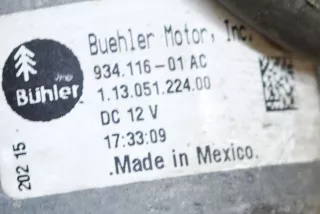 Buehler Motor, Inc.
Bühler
934.116-01 AC
1.13.051.224.00
DC 12 V
17:33:09
202 15
.Made in Mexico.